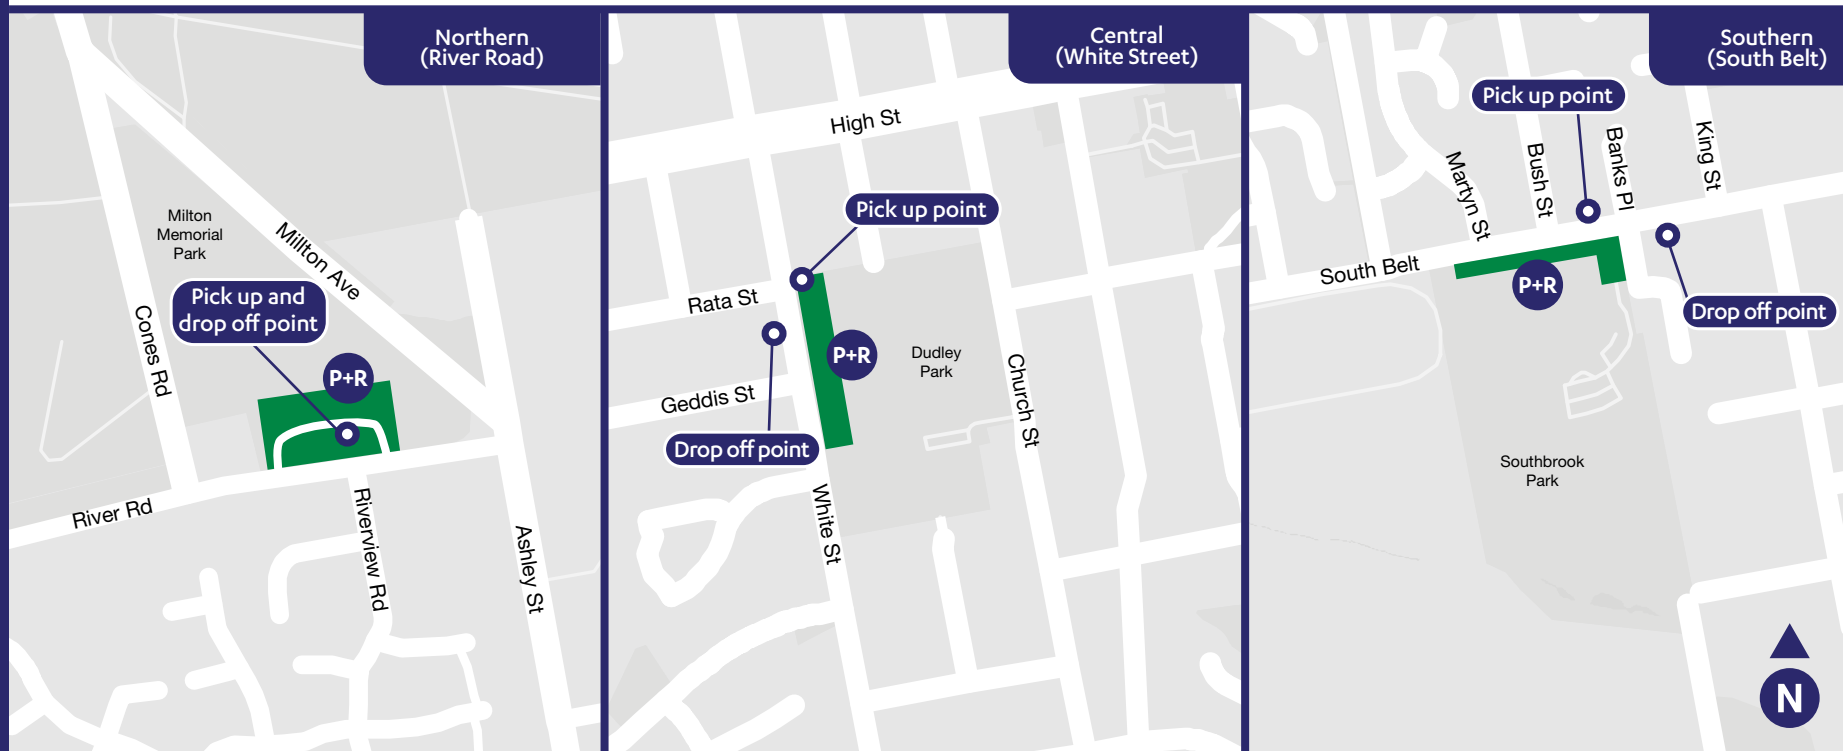 Northern
(River Road)
Milton
Memorial
Park
Millton Ave
Pick up and
drop off point
Cones Rd
P+R
River Rd
Riverview Rd
Ashley St
Central
(White Street)
High St
Pick up point
Rata St
P+R
Dudley
Park
Geddis St
Church St
Drop off point
White St
Southern
(South Belt)
Pick up point
Martyn St
Bush St
Banks Pl
King St
South Belt
P+R
Drop off point
Southbrook
Park
N